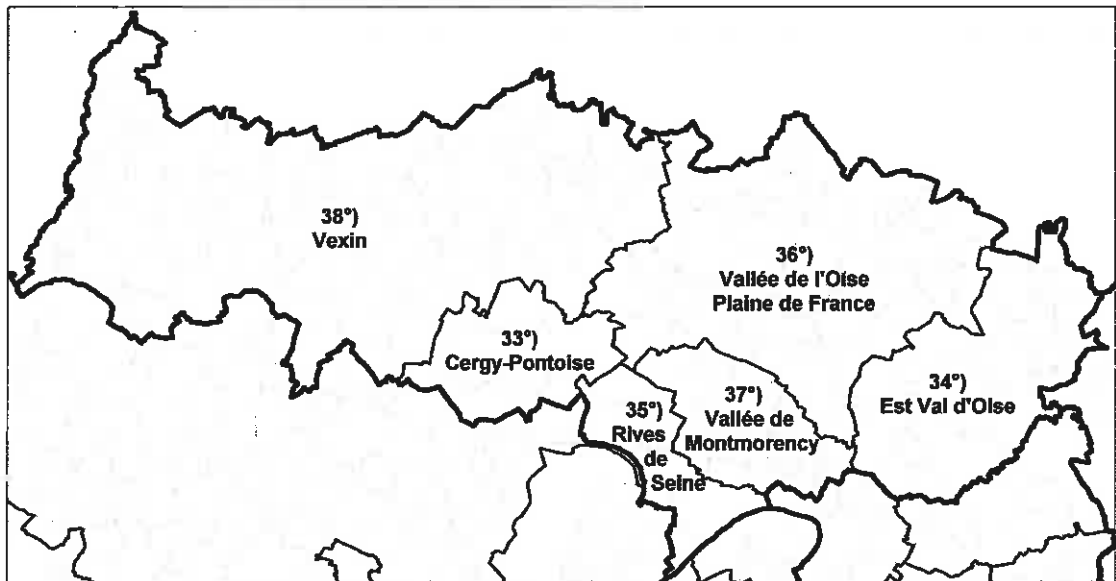 38°)
Vexin
36°)
Vallée de l'Oise
Plaine de France
33°)
Cergy-Pontoise
34°)
Est Val d'Oise
35°)
Rives
de
Seine
37°)
Vallée de
Montmorency